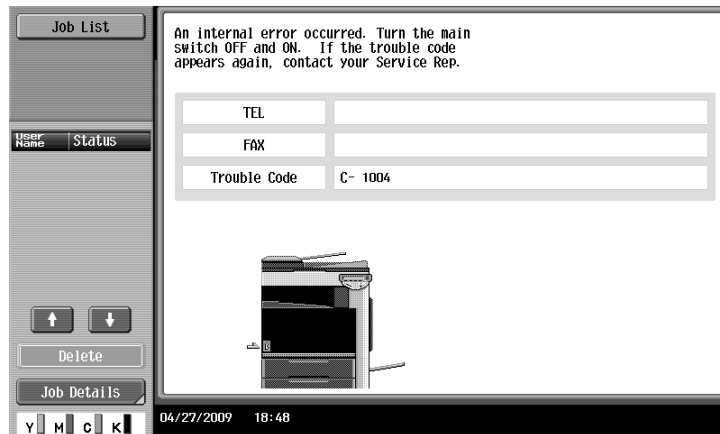 Job List
An internal error occurred. Turn the main
switch OFF and ON.  If the trouble code
appears again, contact your Service Rep.
TEL
FAX
Trouble Code C- 1004
User Name Status
Delete
Job Details
Y M C K
04/27/2009 18:48